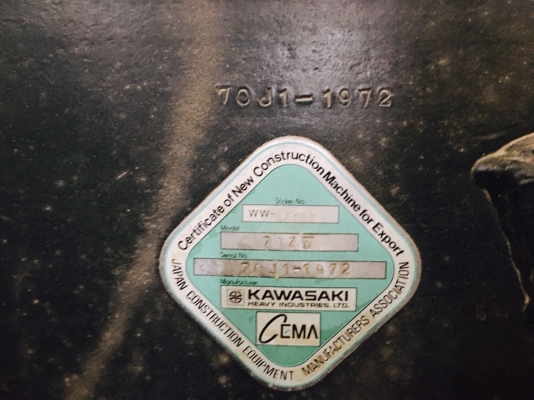 70J1-1972
Certificate of New Construction Machine for Export
Sticker No.
WW-
Model
Serial No.
70J1-1972
Manufacturer
KAWASAKI
HEAVY INDUSTRIES, LTD.
CEMA
JAPAN CONSTRUCTION EQUIPMENT MANUFACTURERS ASSOCIATION